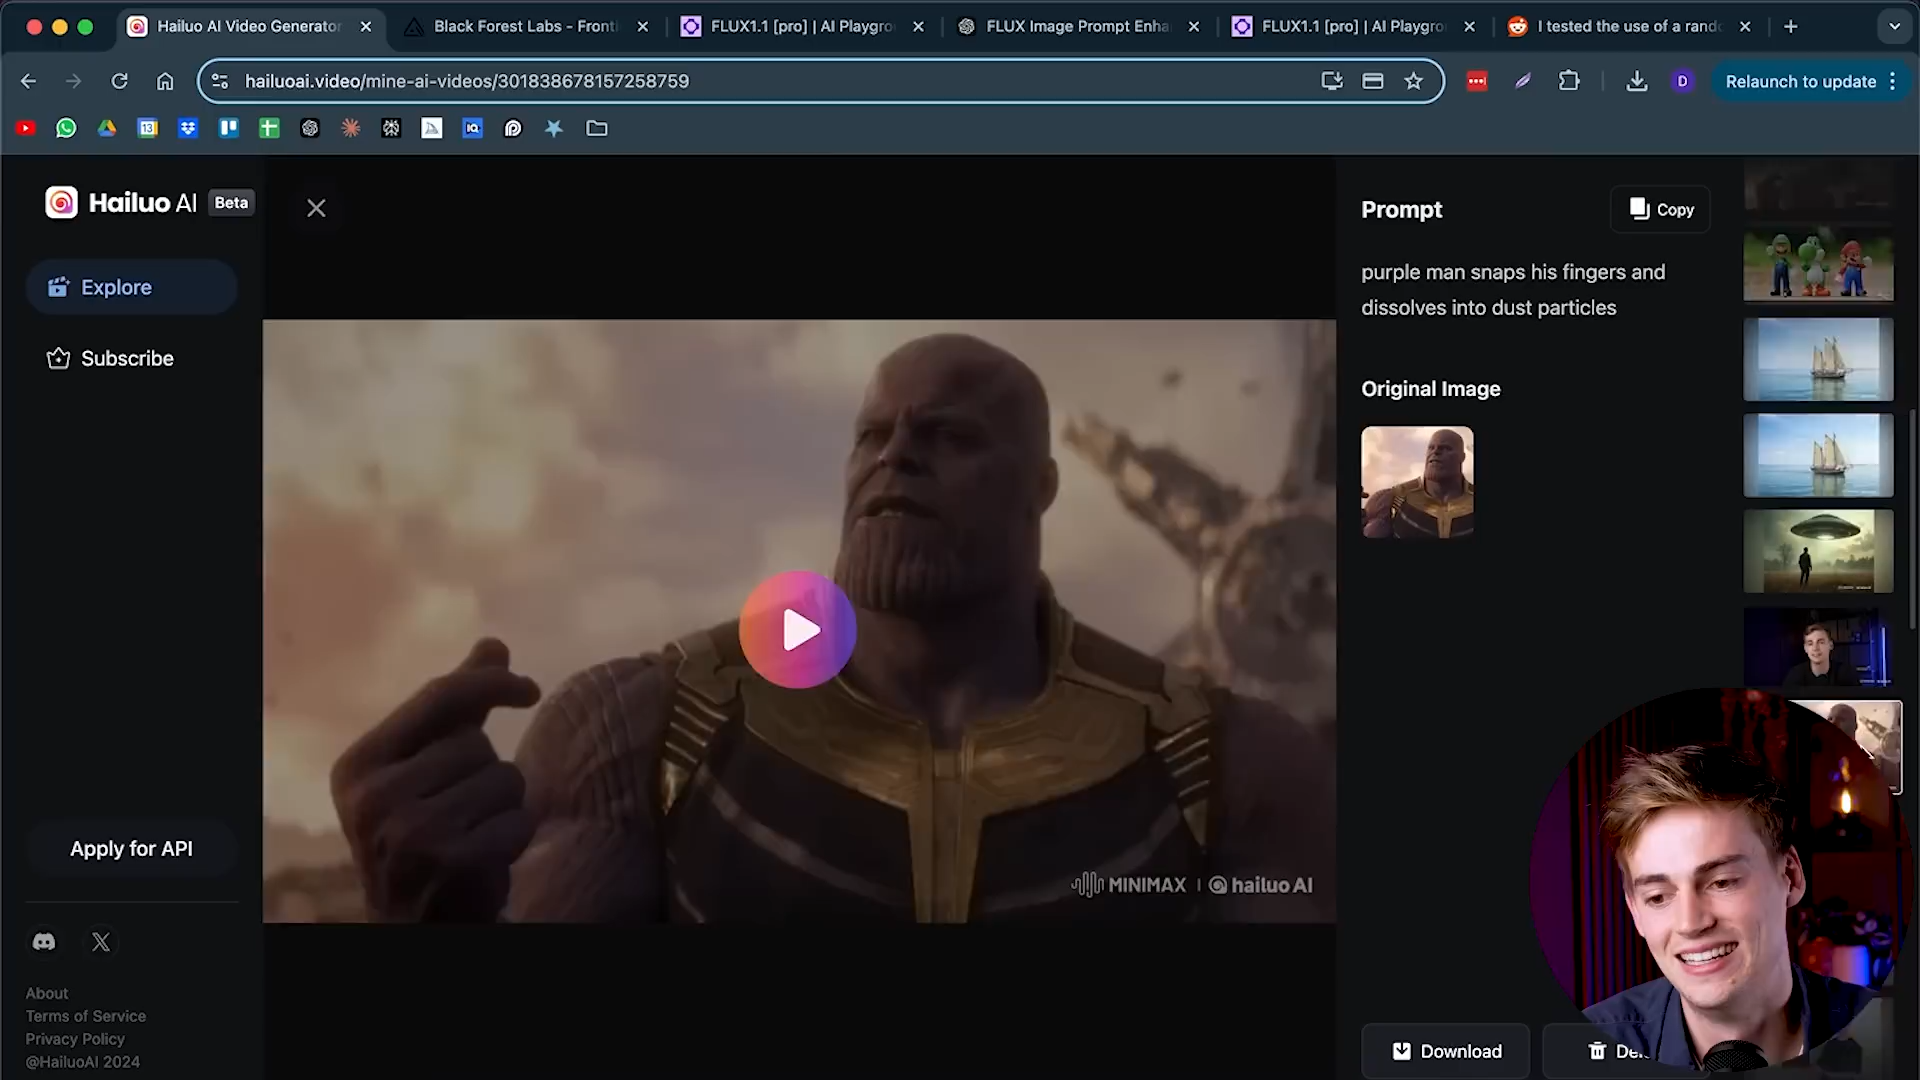 Hailuo AI Video Generator
Black Forest Labs - Fronti
FLUX1.1 [pro] | AI Playgro
FLUX Image Prompt Enha
FLUX1.1 [pro] | AI Playgro
I tested the use of a rando
hailuoai.video/mine-ai-videos/301838678157258759
D
Relaunch to update
13
IQ
Hailuo AI
Beta
Explore
Subscribe
Apply for API
About
Terms of Service
Privacy Policy
@HailuoAI 2024
MINIMAX | hailuo AI
Prompt
Copy
purple man snaps his fingers and
dissolves into dust particles
Original Image
Download